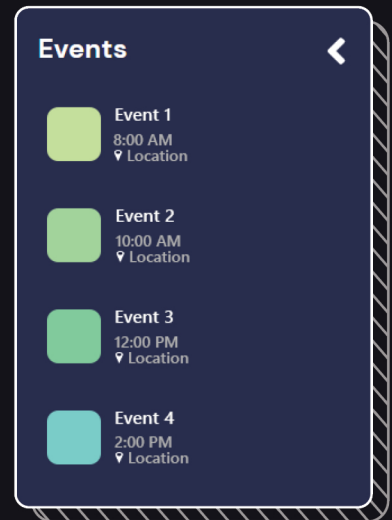 Events
Event 1
8:00 AM
Location
Event 2
10:00 AM
Location
Event 3
12:00 PM
Location
Event 4
2:00 PM
Location